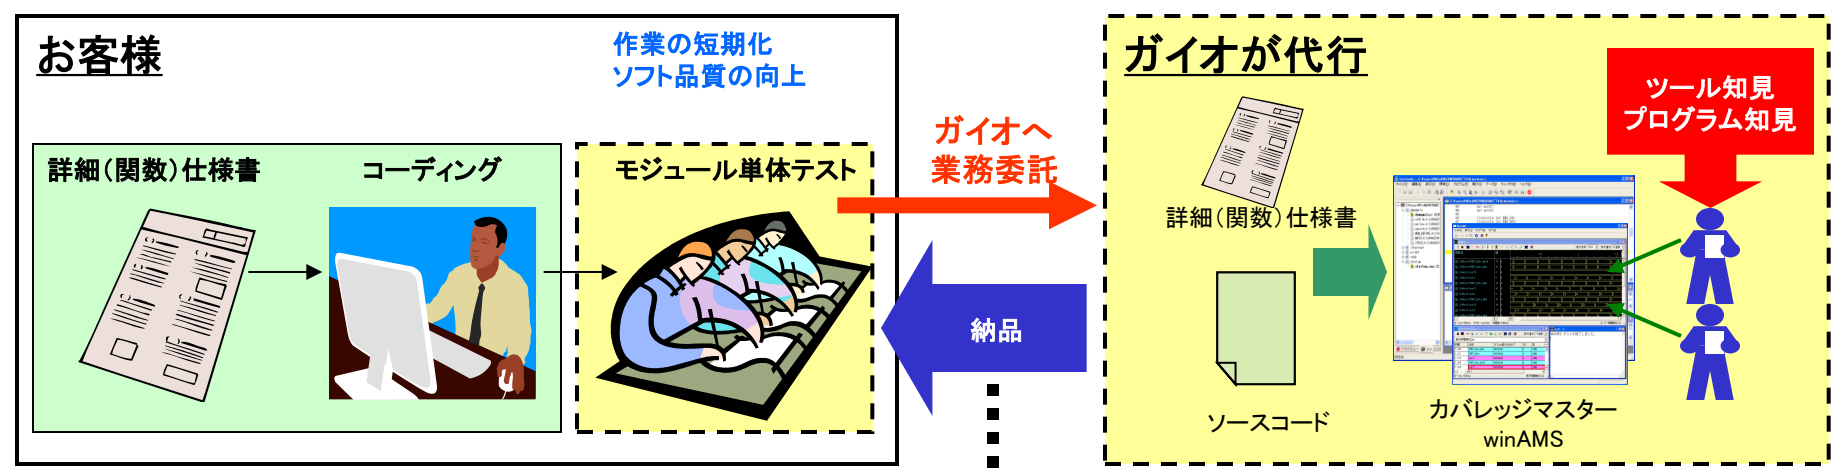 お客様
作業の短期化
ソフト品質の向上
詳細(関数)仕様書
コーディング
モジュール単体テスト
ガイオへ
業務委託
納品
ガイオが代行
ツール知見
プログラム知見
詳細(関数)仕様書
ソースコード
カバレッジマスター
winAMS